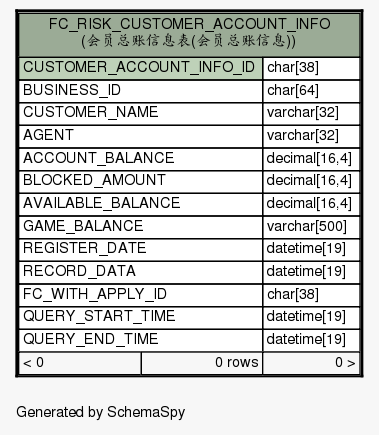 FC_RISK_CUSTOMER_ACCOUNT_INFO
(会员总账信息表(会员总账信息))
CUSTOMER_ACCOUNT_INFO_ID char[38]
BUSINESS_ID char[64]
CUSTOMER_NAME varchar[32]
AGENT varchar[32]
ACCOUNT_BALANCE decimal[16,4]
BLOCKED_AMOUNT decimal[16,4]
AVAILABLE_BALANCE decimal[16,4]
GAME_BALANCE varchar[500]
REGISTER_DATE datetime[19]
RECORD_DATA datetime[19]
FC_WITH_APPLY_ID char[38]
QUERY_START_TIME datetime[19]
QUERY_END_TIME datetime[19]
< 0 0 rows 0 >
Generated by SchemaSpy